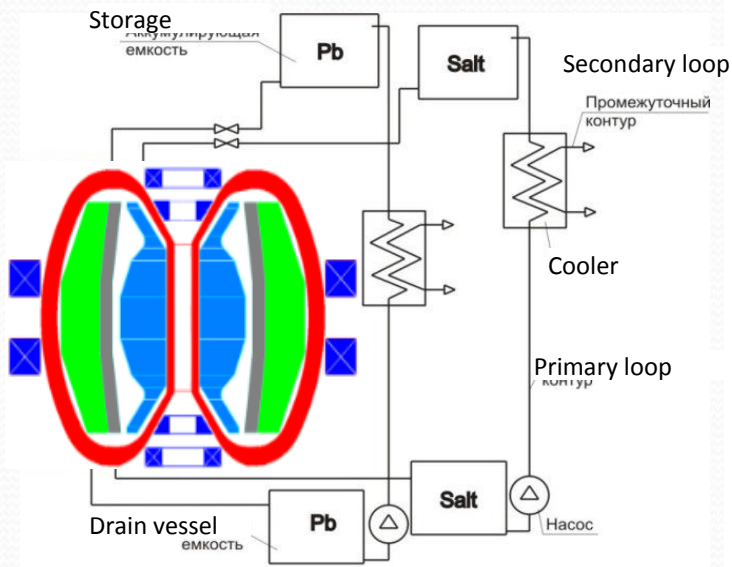 Storage
Аккумулирующая
емкость
Pb
Salt
Secondary loop
Промежуточный
контур
Cooler
Primary loop
контур
Salt
Pb
Drain vessel
емкость
Насос